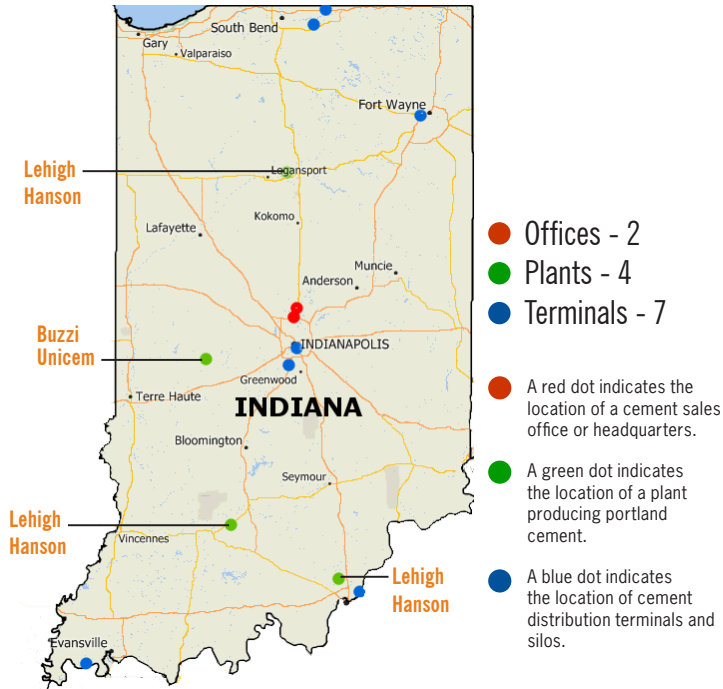 South Bend
Gary
Valparaiso
Fort Wayne
Lehigh
Hanson
Logansport
Kokomo
Lafayette
Muncie
Anderson
INDIANAPOLIS
Buzzi
Unicem
Greenwood
Terre Haute
INDIANA
Bloomington
Seymour
Lehigh
Hanson
Vincennes
Lehigh
Hanson
Evansville
Offices - 2
Plants - 4
Terminals - 7
A red dot indicates the
location of a cement sales
office or headquarters.
A green dot indicates
the location of a plant
producing portland
cement.
A blue dot indicates
the location of cement
distribution terminals and
silos.